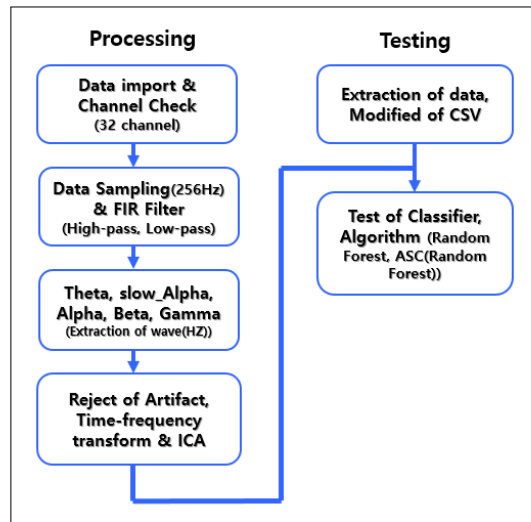 Processing
Data import &
Channel Check
(32 channel)
Data Sampling(256Hz)
& FIR Filter
(High-pass, Low-pass)
Theta, slow_Alpha,
Alpha, Beta, Gamma
(Extraction of wave(HZ))
Reject of Artifact,
Time-frequency
transform & ICA
Testing
Extraction of data,
Modified of CSV
Test of Classifier,
Algorithm (Random
Forest, ASC(Random
Forest))